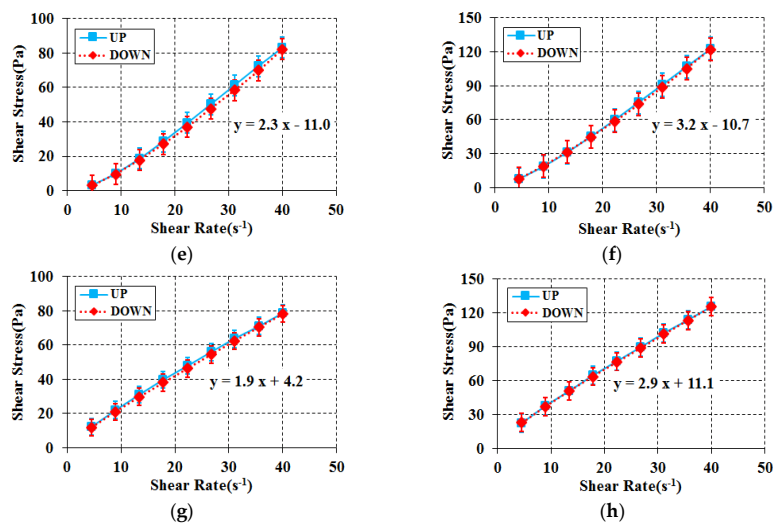 100
80
60
40
20
0
Shear Stress(Pa)
UP
DOWN
y = 2.3 x - 11.0
0 10 20 30 40 50
Shear Rate(s-1)
(e)
150
120
90
60
30
0
Shear Stress(Pa)
UP
DOWN
y = 3.2 x - 10.7
0 10 20 30 40 50
Shear Rate(s-1)
(f)
100
80
60
40
20
0
Shear Stress(Pa)
UP
DOWN
y = 1.9 x + 4.2
0 10 20 30 40 50
Shear Rate(s-1)
(g)
150
120
90
60
30
0
Shear Stress(Pa)
UP
DOWN
y = 2.9 x + 11.1
0 10 20 30 40 50
Shear Rate(s-1)
(h)